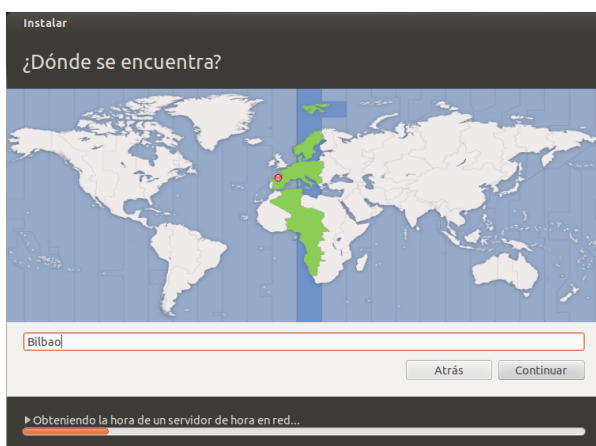 Instalar
¿Dónde se encuentra?
Bilbao
Atrás Continuar
Obteniendo la hora de un servidor de hora en red...